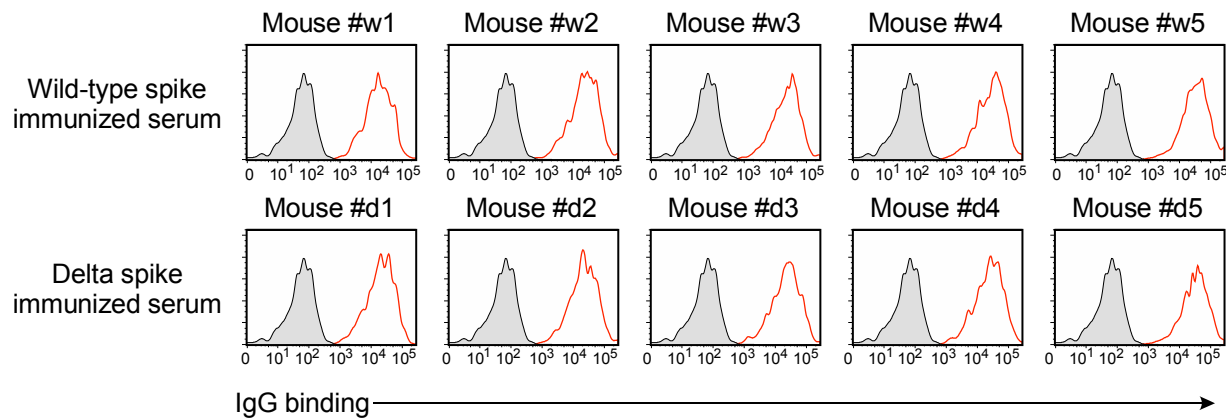 Mouse #w1 Mouse #w2 Mouse #w3 Mouse #w4 Mouse #w5
Wild-type spike
immunized serum
0 10¹ 10² 10³ 10⁴ 10⁵ 0 10¹ 10² 10³ 10⁴ 10⁵ 0 10¹ 10² 10³ 10⁴ 10⁵ 0 10¹ 10² 10³ 10⁴ 10⁵ 0 10¹ 10² 10³ 10⁴ 10⁵
Mouse #d1 Mouse #d2 Mouse #d3 Mouse #d4 Mouse #d5
Delta spike
immunized serum
0 10¹ 10² 10³ 10⁴ 10⁵ 0 10¹ 10² 10³ 10⁴ 10⁵ 0 10¹ 10² 10³ 10⁴ 10⁵ 0 10¹ 10² 10³ 10⁴ 10⁵ 0 10¹ 10² 10³ 10⁴ 10⁵
IgG binding